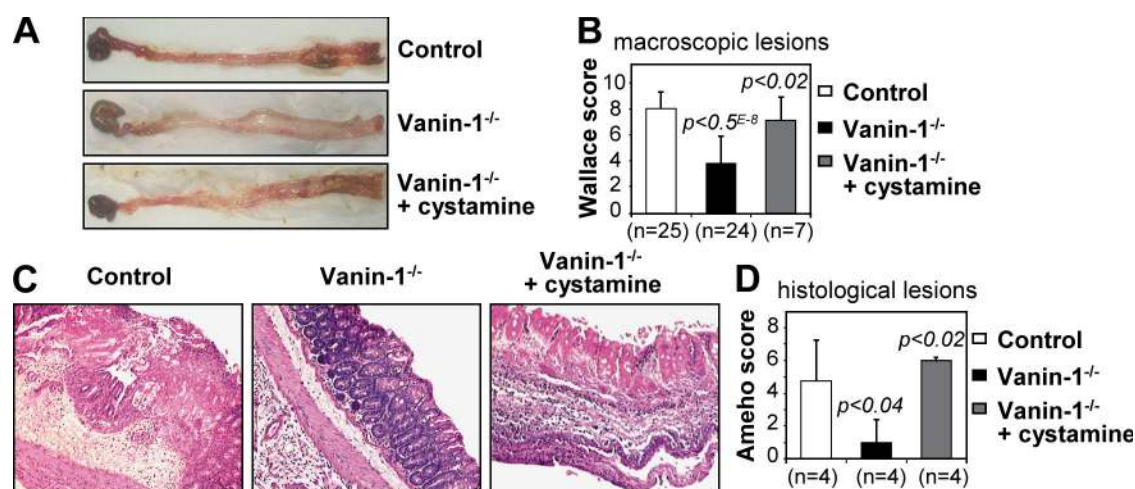 A
Control
Vanin-1-/-
Vanin-1-/-
+ cystamine
B macroscopic lesions
Wallace score
10
8
6
4
2
0
p<0.5E-8
p<0.02
(n=25) (n=24) (n=7)
Control
Vanin-1-/-
Vanin-1-/-
+ cystamine
C
Control
Vanin-1-/-
Vanin-1-/-
+ cystamine
D histological lesions
Ameho score
8
6
4
2
0
p<0.04
p<0.02
(n=4) (n=4) (n=4)
Control
Vanin-1-/-
Vanin-1-/-
+ cystamine